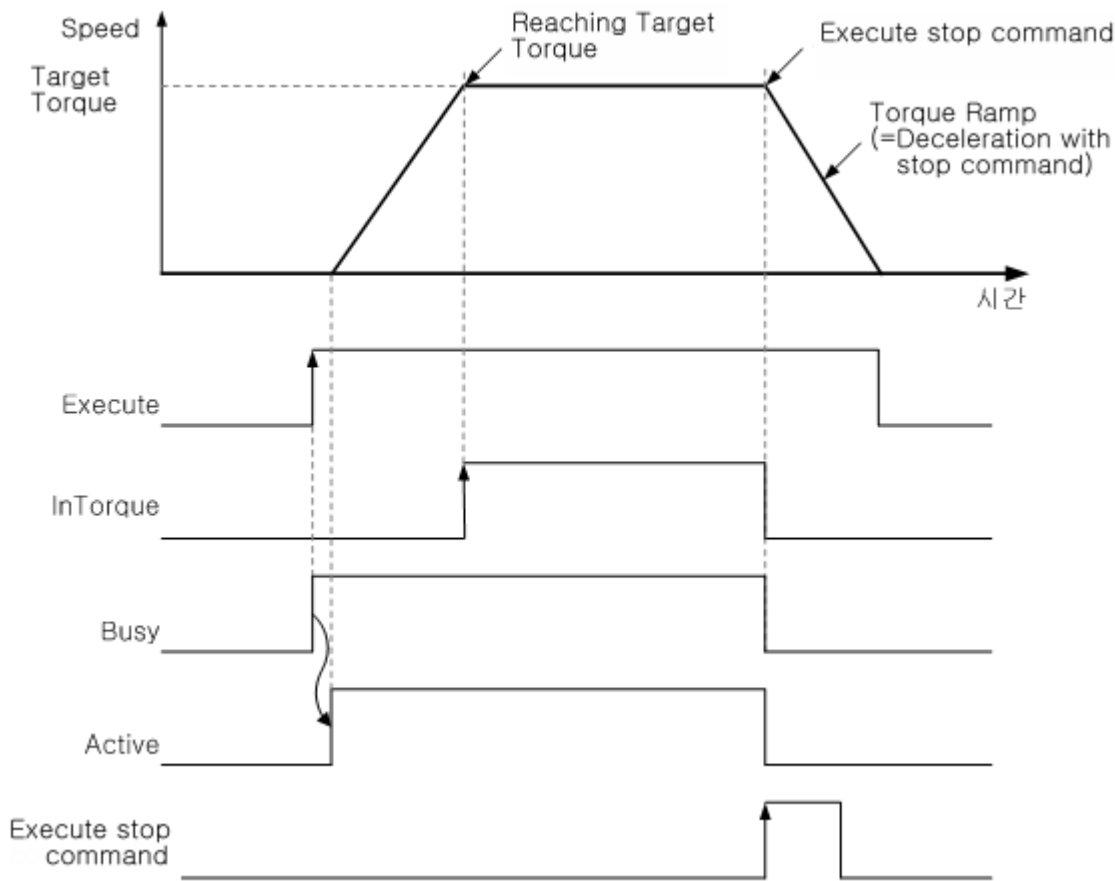 Speed
Reaching Target
Torque
Execute stop command
Target
Torque
Torque Ramp
(=Deceleration with
stop command)
시간
Execute
InTorque
Busy
Active
Execute stop
command